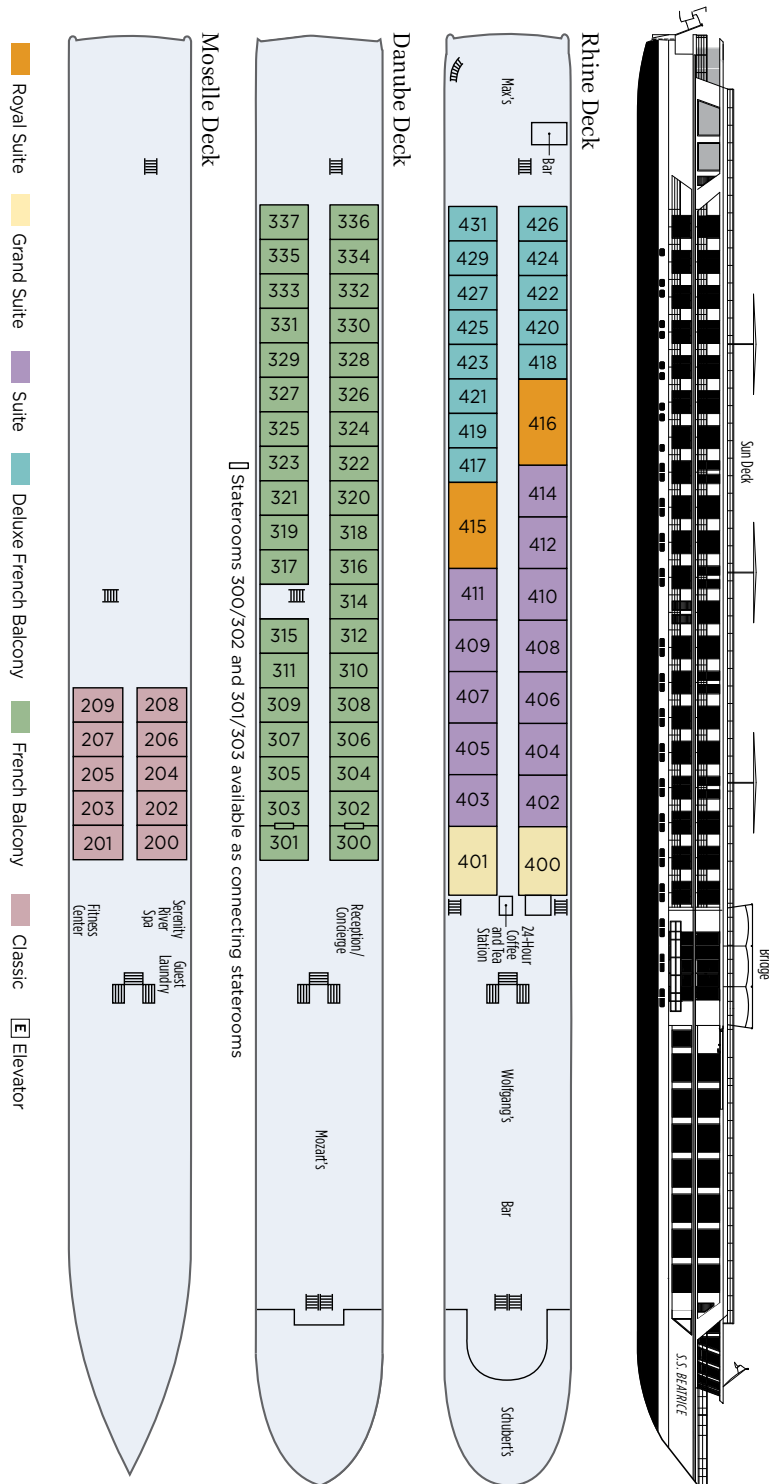 Sun Deck
Bridge
S.S. BEATRICE
Rhine Deck
Max's
Bar
431 426
429 424
427 422
425 420
423 418
421
416
419
417
414
415
412
411 410
409 408
407 406
405 404
403 402
401 400
24-Hour
Coffee
and Tea
Station
Wolfgang's
Bar
Schubert's
Danube Deck
337 336
335 334
333 332
331 330
329 328
327 326
325 324
323 322
321 320
319 318
317 316
314
315 312
311 310
309 308
307 306
305 304
303 302
301 300
Reception/
Concierge
Mozart's
Staterooms 300/302 and 301/303 available as connecting staterooms
Moselle Deck
209 208
207 206
205 204
203 202
201 200
Serenity
River
Spa
Fitness
Center
Guest
Laundry
Royal Suite
Grand Suite
Suite
Deluxe French Balcony
French Balcony
Classic
E Elevator